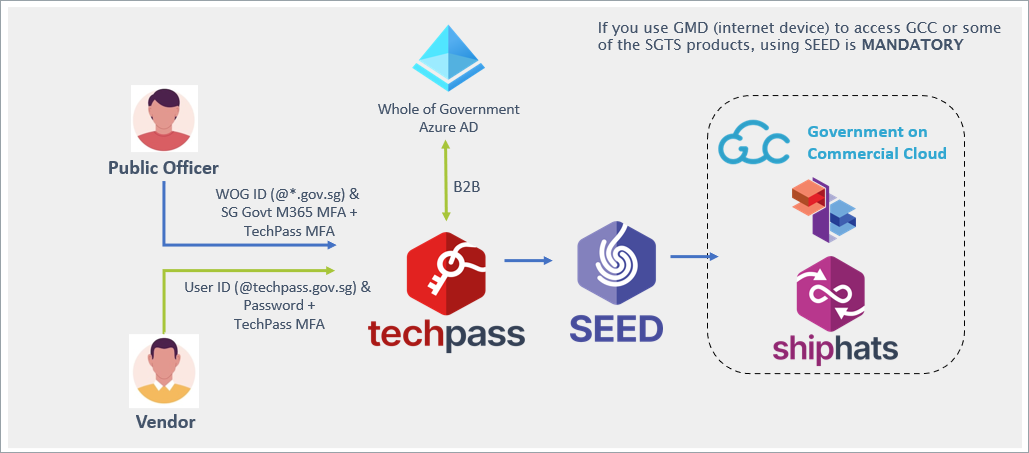 If you use GMD (internet device) to access GCC or some
of the SGTS products, using SEED is MANDATORY
Whole of Government
Azure AD
B2B
Public Officer
WOG ID (@*.gov.sg) &
SG Govt M365 MFA +
TechPass MFA
User ID (@techpass.gov.sg) &
Password +
TechPass MFA
Vendor
techpass
SEED
GCC
Government on
Commercial Cloud
shiphats